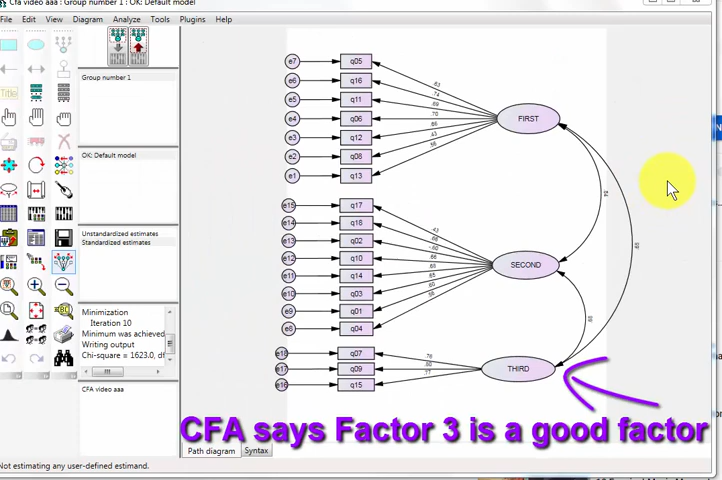 Cfa video aaa : Group number 1 : OK: Default model
File Edit View Diagram Analyze Tools Plugins Help
Title
Group number 1
OK: Default model
Unstandardized estimates
Standardized estimates
Minimization
Iteration 10
Minimum was achieved
Writing output
Chi-square = 1623.0, df
CFA video aaa
e7 q05
e6 q16
e5 q11
e4 q06
e3 q12
e2 q08
e1 q13
FIRST
e15 q17
e14 q18
e13 q02
e12 q10
e11 q14
e10 q03
e9 q01
e8 q04
SECOND
e18 q07
e17 q09
e16 q15
THIRD
CFA says Factor 3 is a good factor
Path diagram Syntax
Not estimating any user-defined estimand.